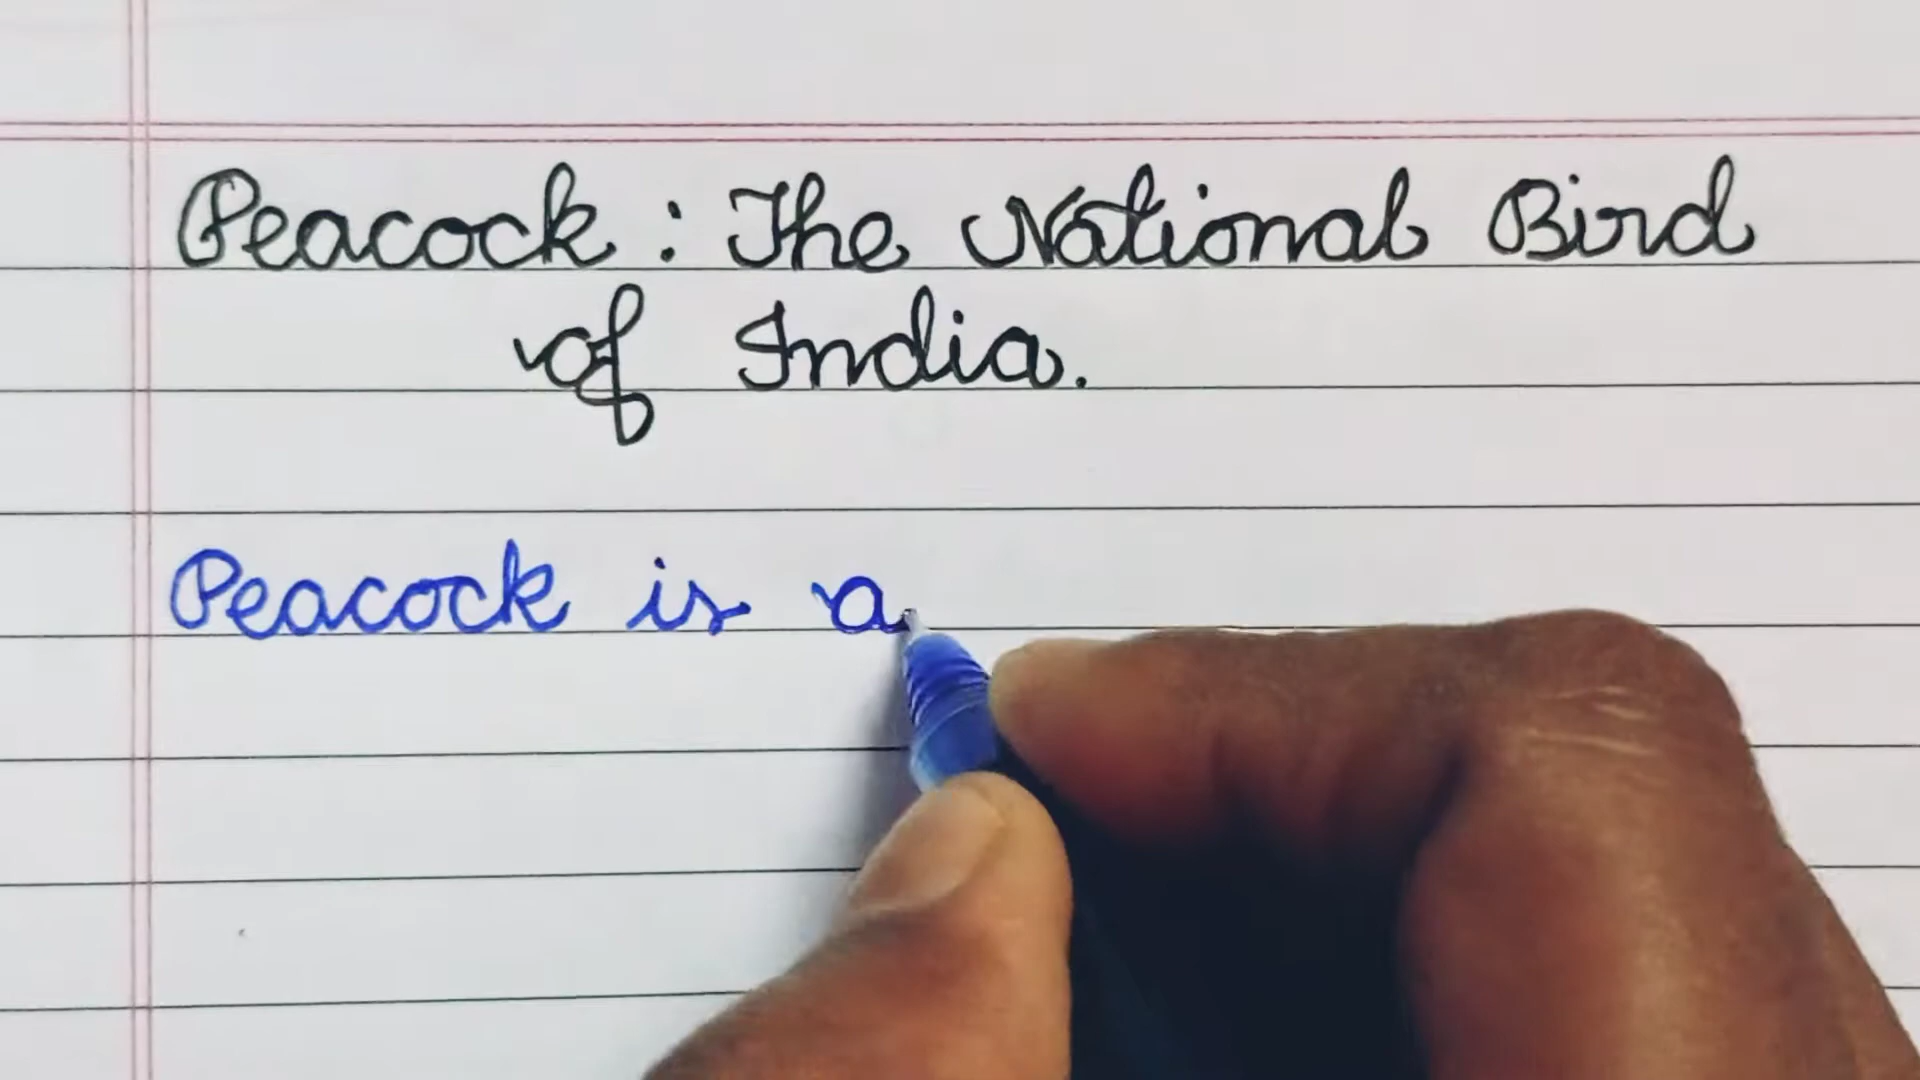 Peacock : The National Bird
of India.
Peacock is a